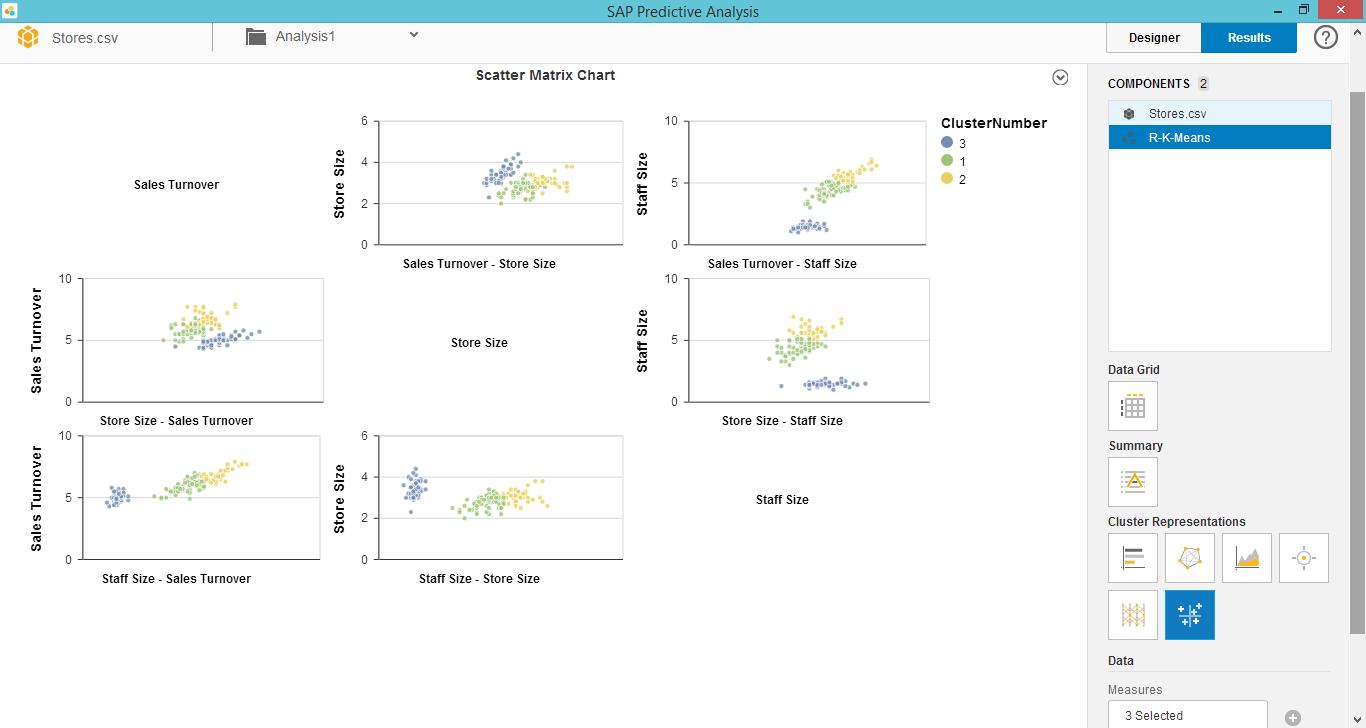 SAP Predictive Analysis
Stores.csv
Analysis1
Designer
Results
?
Scatter Matrix Chart
Sales Turnover
6
4
2
0
Store Size
Sales Turnover - Store Size
10
5
0
Staff Size
Sales Turnover - Staff Size
ClusterNumber
3
1
2
10
5
0
Sales Turnover
Store Size - Sales Turnover
Store Size
10
5
0
Staff Size
Store Size - Staff Size
10
5
0
Sales Turnover
Staff Size - Sales Turnover
6
4
2
0
Store Size
Staff Size - Store Size
Staff Size
COMPONENTS 2
Stores.csv
R-K-Means
Data Grid
Summary
Cluster Representations
Data
Measures
3 Selected